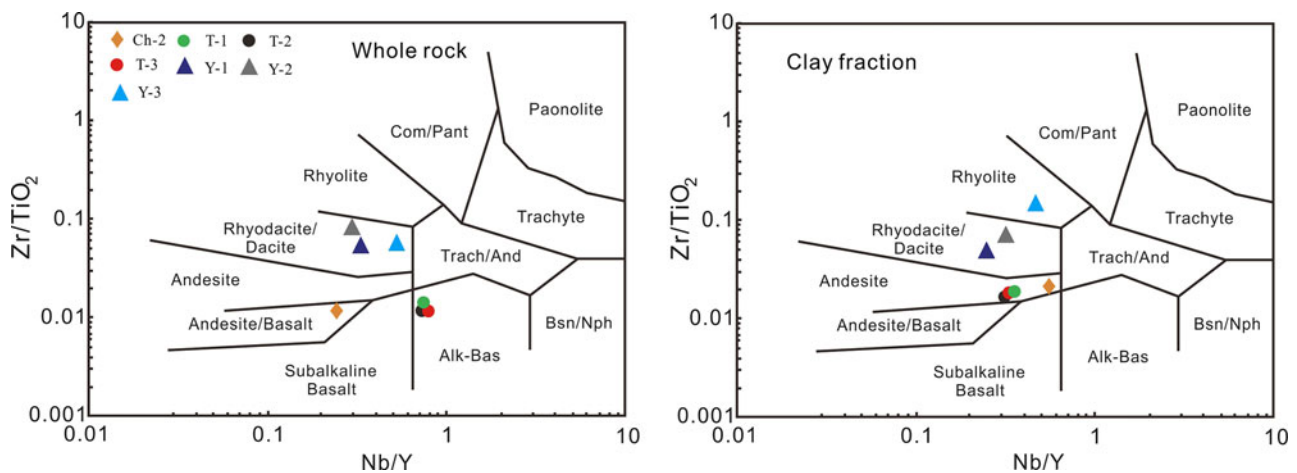 Whole rock
Ch-2 T-1 T-2
T-3 Y-1 Y-2
Y-3
Zr/TiO2
10
1
0.1
0.01
0.001
Paonolite
Com/Pant
Rhyolite
Trachyte
Rhyodacite/
Dacite
Trach/And
Andesite
Andesite/Basalt
Bsn/Nph
Alk-Bas
Subalkaline
Basalt
0.01 0.1 1 10
Nb/Y
Clay fraction
Zr/TiO2
10
1
0.1
0.01
0.001
Paonolite
Com/Pant
Rhyolite
Trachyte
Rhyodacite/
Dacite
Trach/And
Andesite
Andesite/Basalt
Bsn/Nph
Alk-Bas
Subalkaline
Basalt
0.01 0.1 1 10
Nb/Y